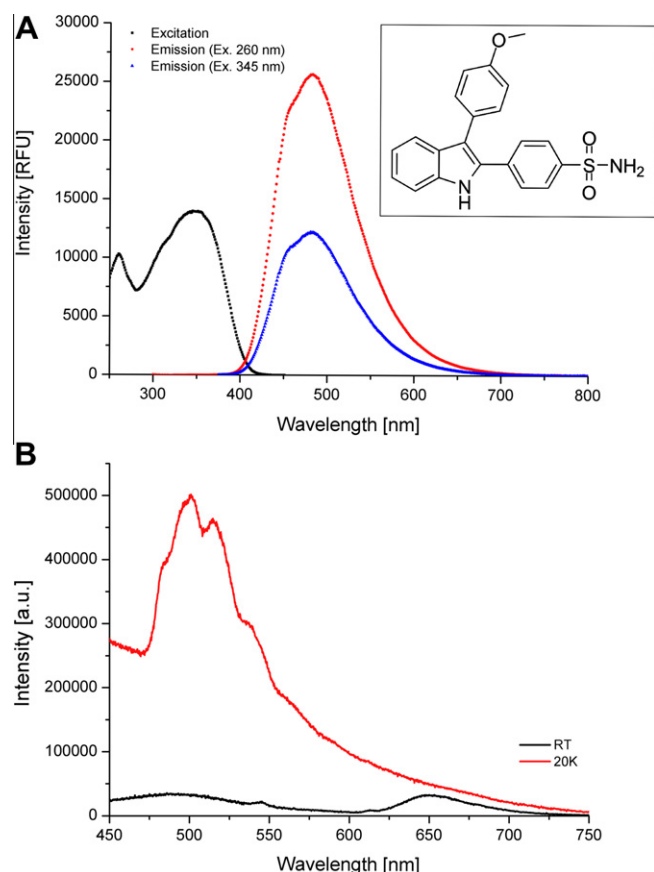 A
Excitation
Emission (Ex. 260 nm)
Emission (Ex. 345 nm)
30000
25000
20000
15000
10000
5000
0
Intensity [RFU]
300 400 500 600 700 800
Wavelength [nm]
O
O
S
NH₂
O
N
H
B
500000
400000
300000
200000
100000
0
Intensity [a.u.]
RT
20K
450 500 550 600 650 700 750
Wavelength [nm]